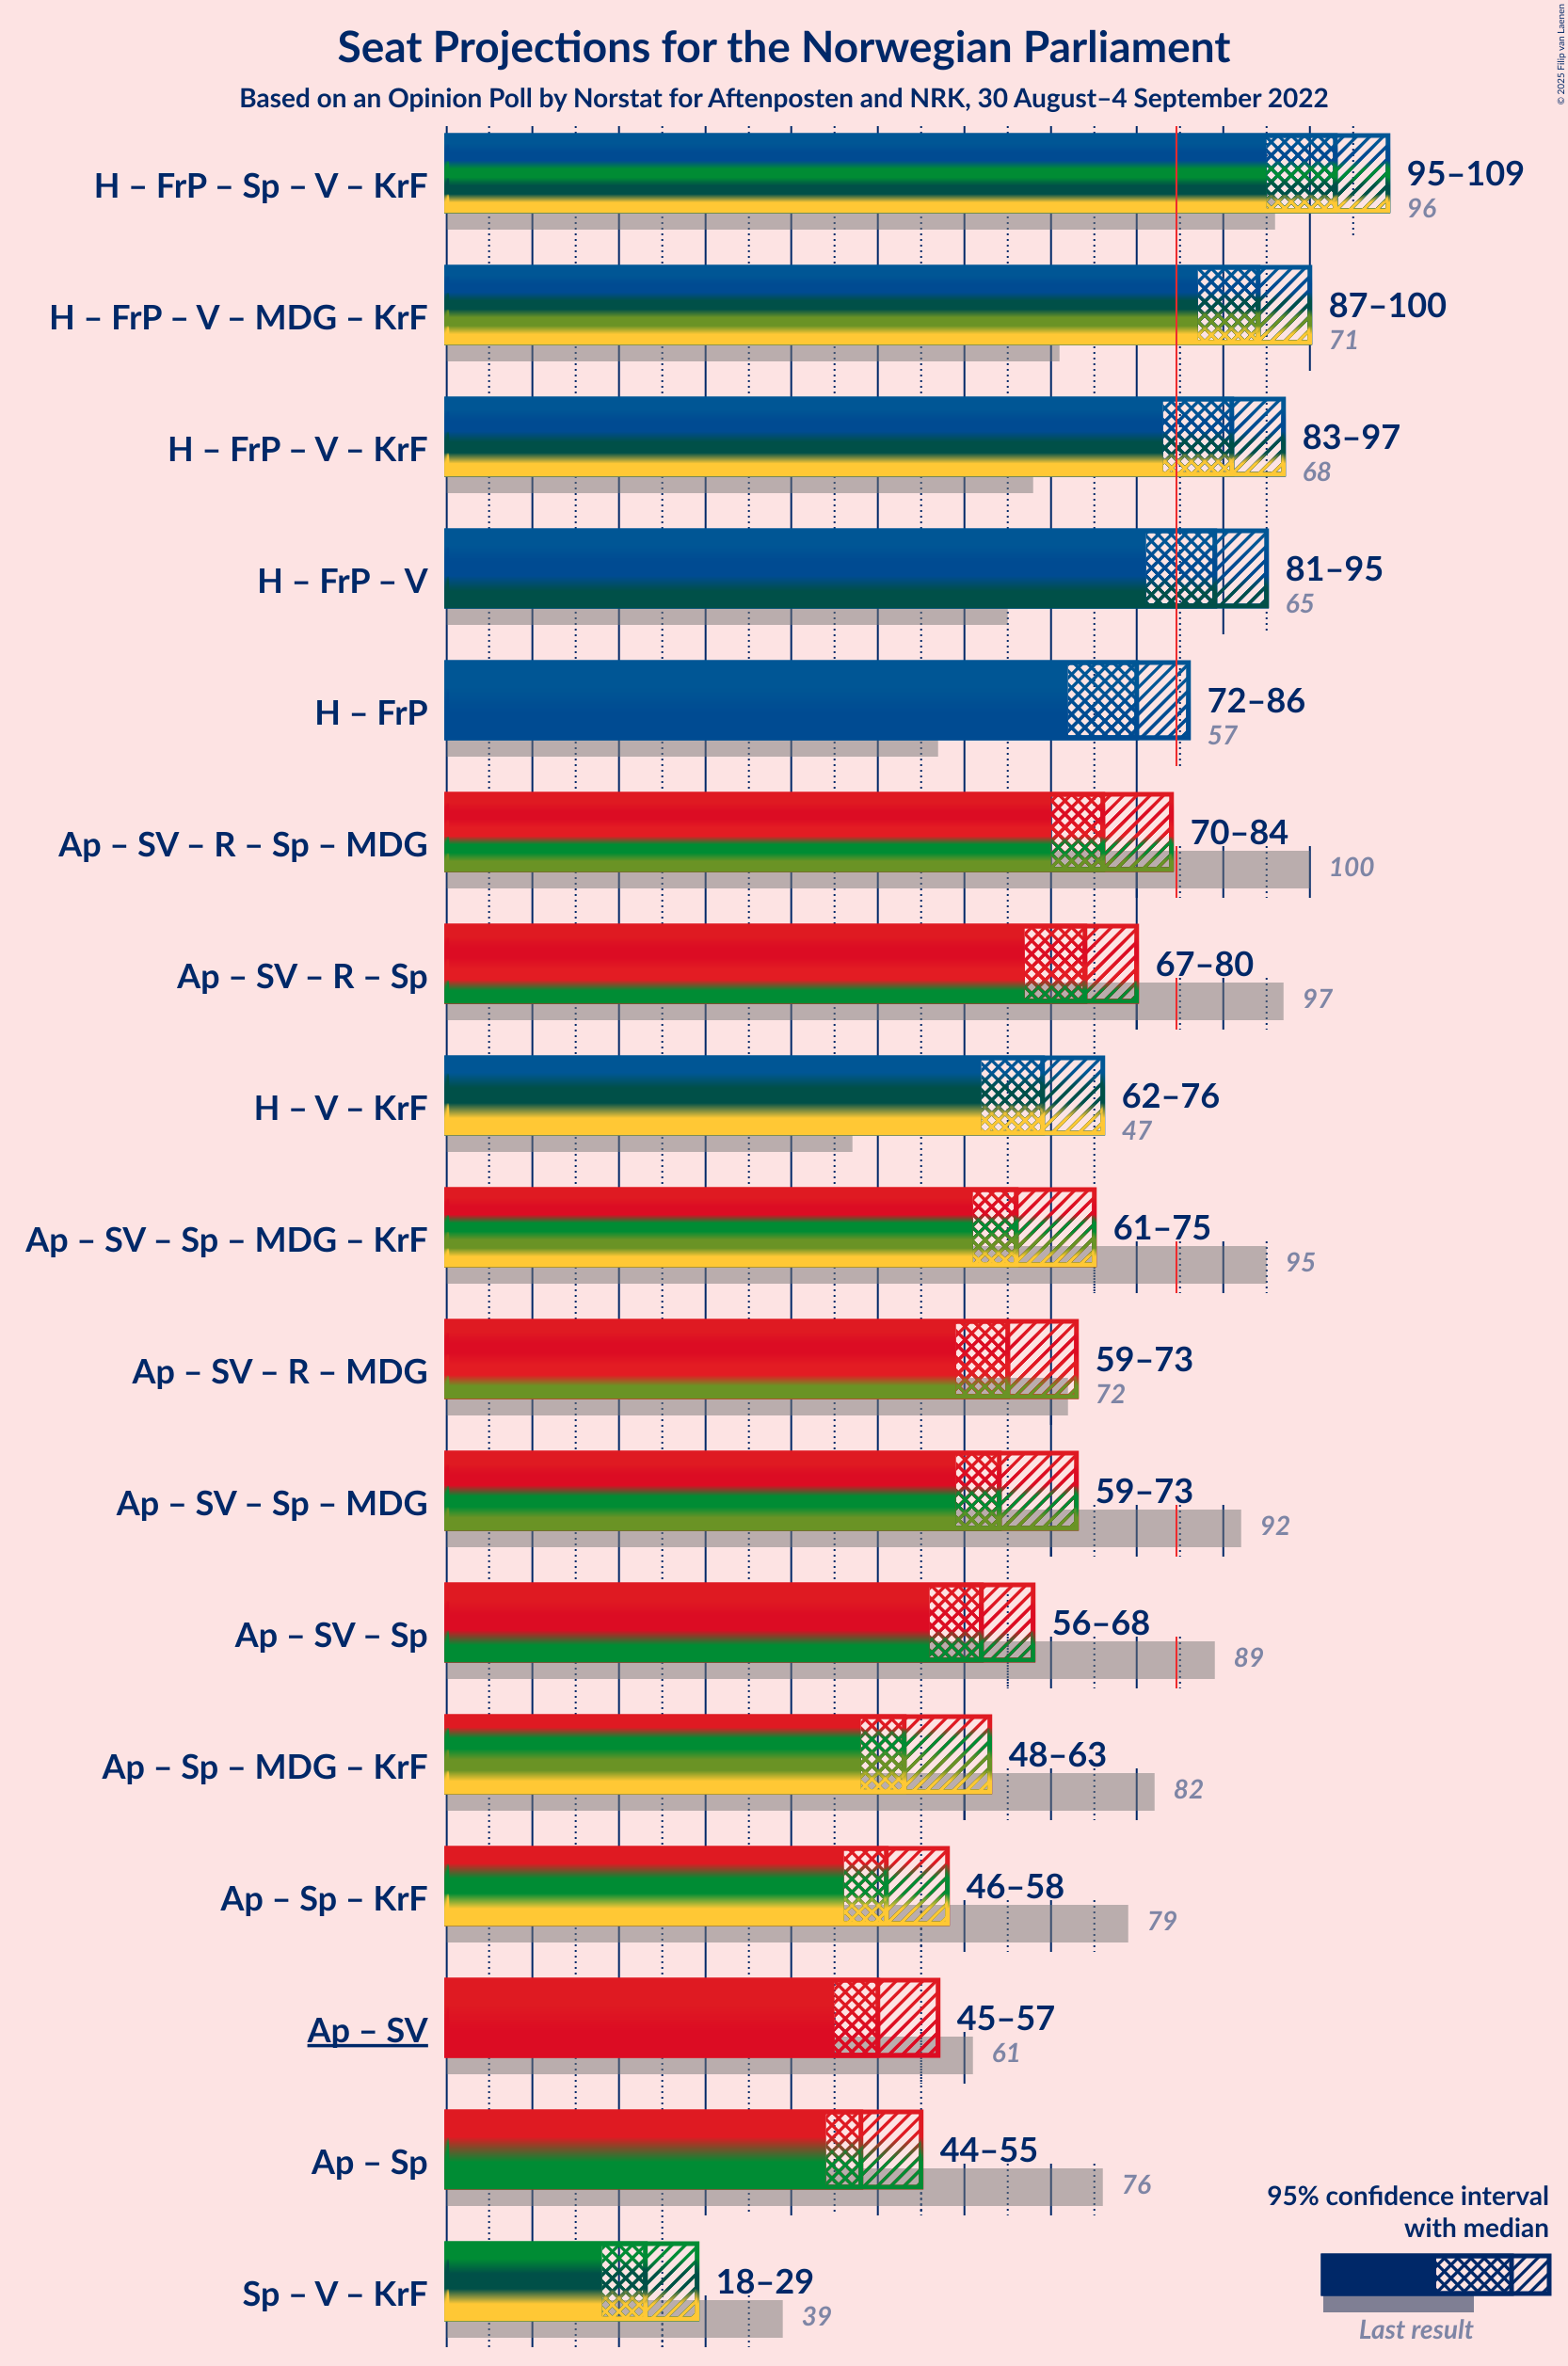 Seat Projections for the Norwegian Parliament
Based on an Opinion Poll by Norstat for Aftenposten and NRK, 30 August–4 September 2022
© 2025 Filip van Laenen
H – FrP – Sp – V – KrF
95–109
96
H – FrP – V – MDG – KrF
87–100
71
H – FrP – V – KrF
83–97
68
H – FrP – V
81–95
65
H – FrP
72–86
57
Ap – SV – R – Sp – MDG
70–84
100
Ap – SV – R – Sp
67–80
97
H – V – KrF
62–76
47
Ap – SV – Sp – MDG – KrF
61–75
95
Ap – SV – R – MDG
59–73
72
Ap – SV – Sp – MDG
59–73
92
Ap – SV – Sp
56–68
89
Ap – Sp – MDG – KrF
48–63
82
Ap – Sp – KrF
46–58
79
Ap – SV
45–57
61
Ap – Sp
44–55
76
Sp – V – KrF
18–29
39
95% confidence interval
with median
Last result